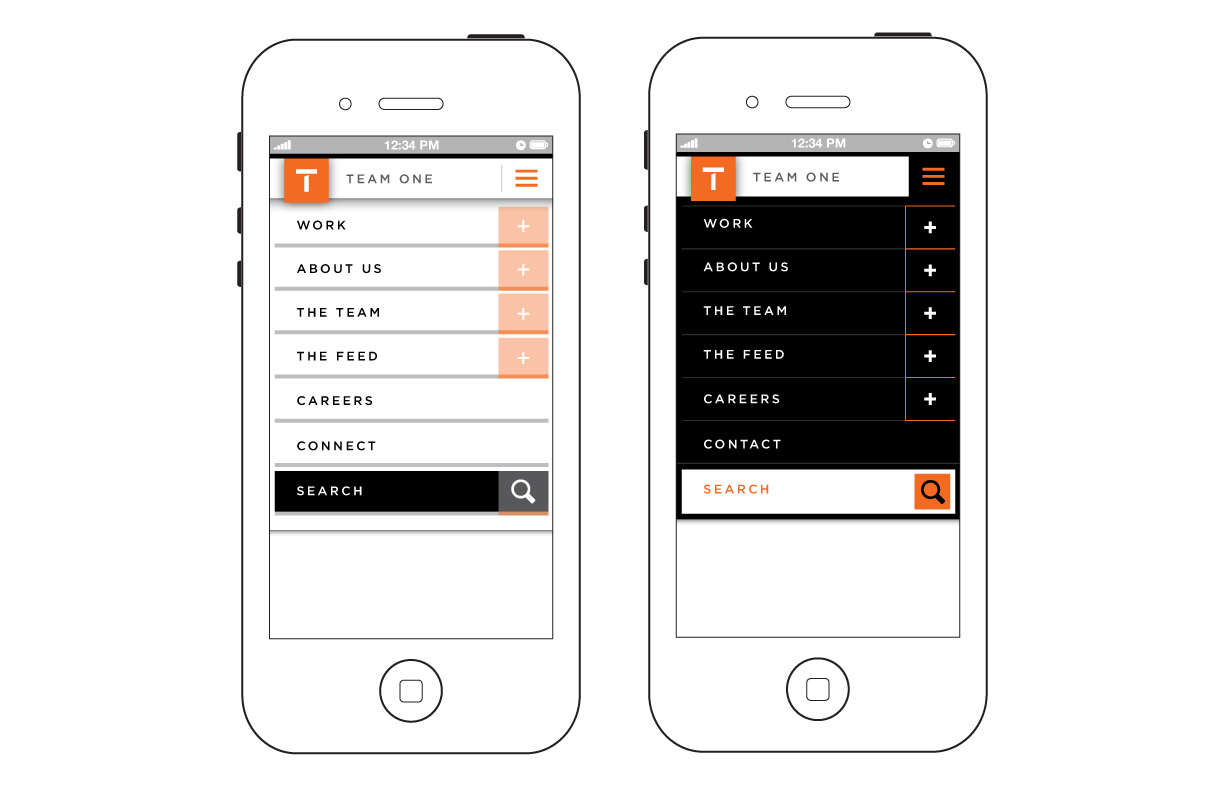 12:34 PM
T TEAM ONE
WORK +
ABOUT US +
THE TEAM +
THE FEED +
CAREERS
CONNECT
SEARCH
12:34 PM
T TEAM ONE
WORK +
ABOUT US +
THE TEAM +
THE FEED +
CAREERS +
CONTACT
SEARCH